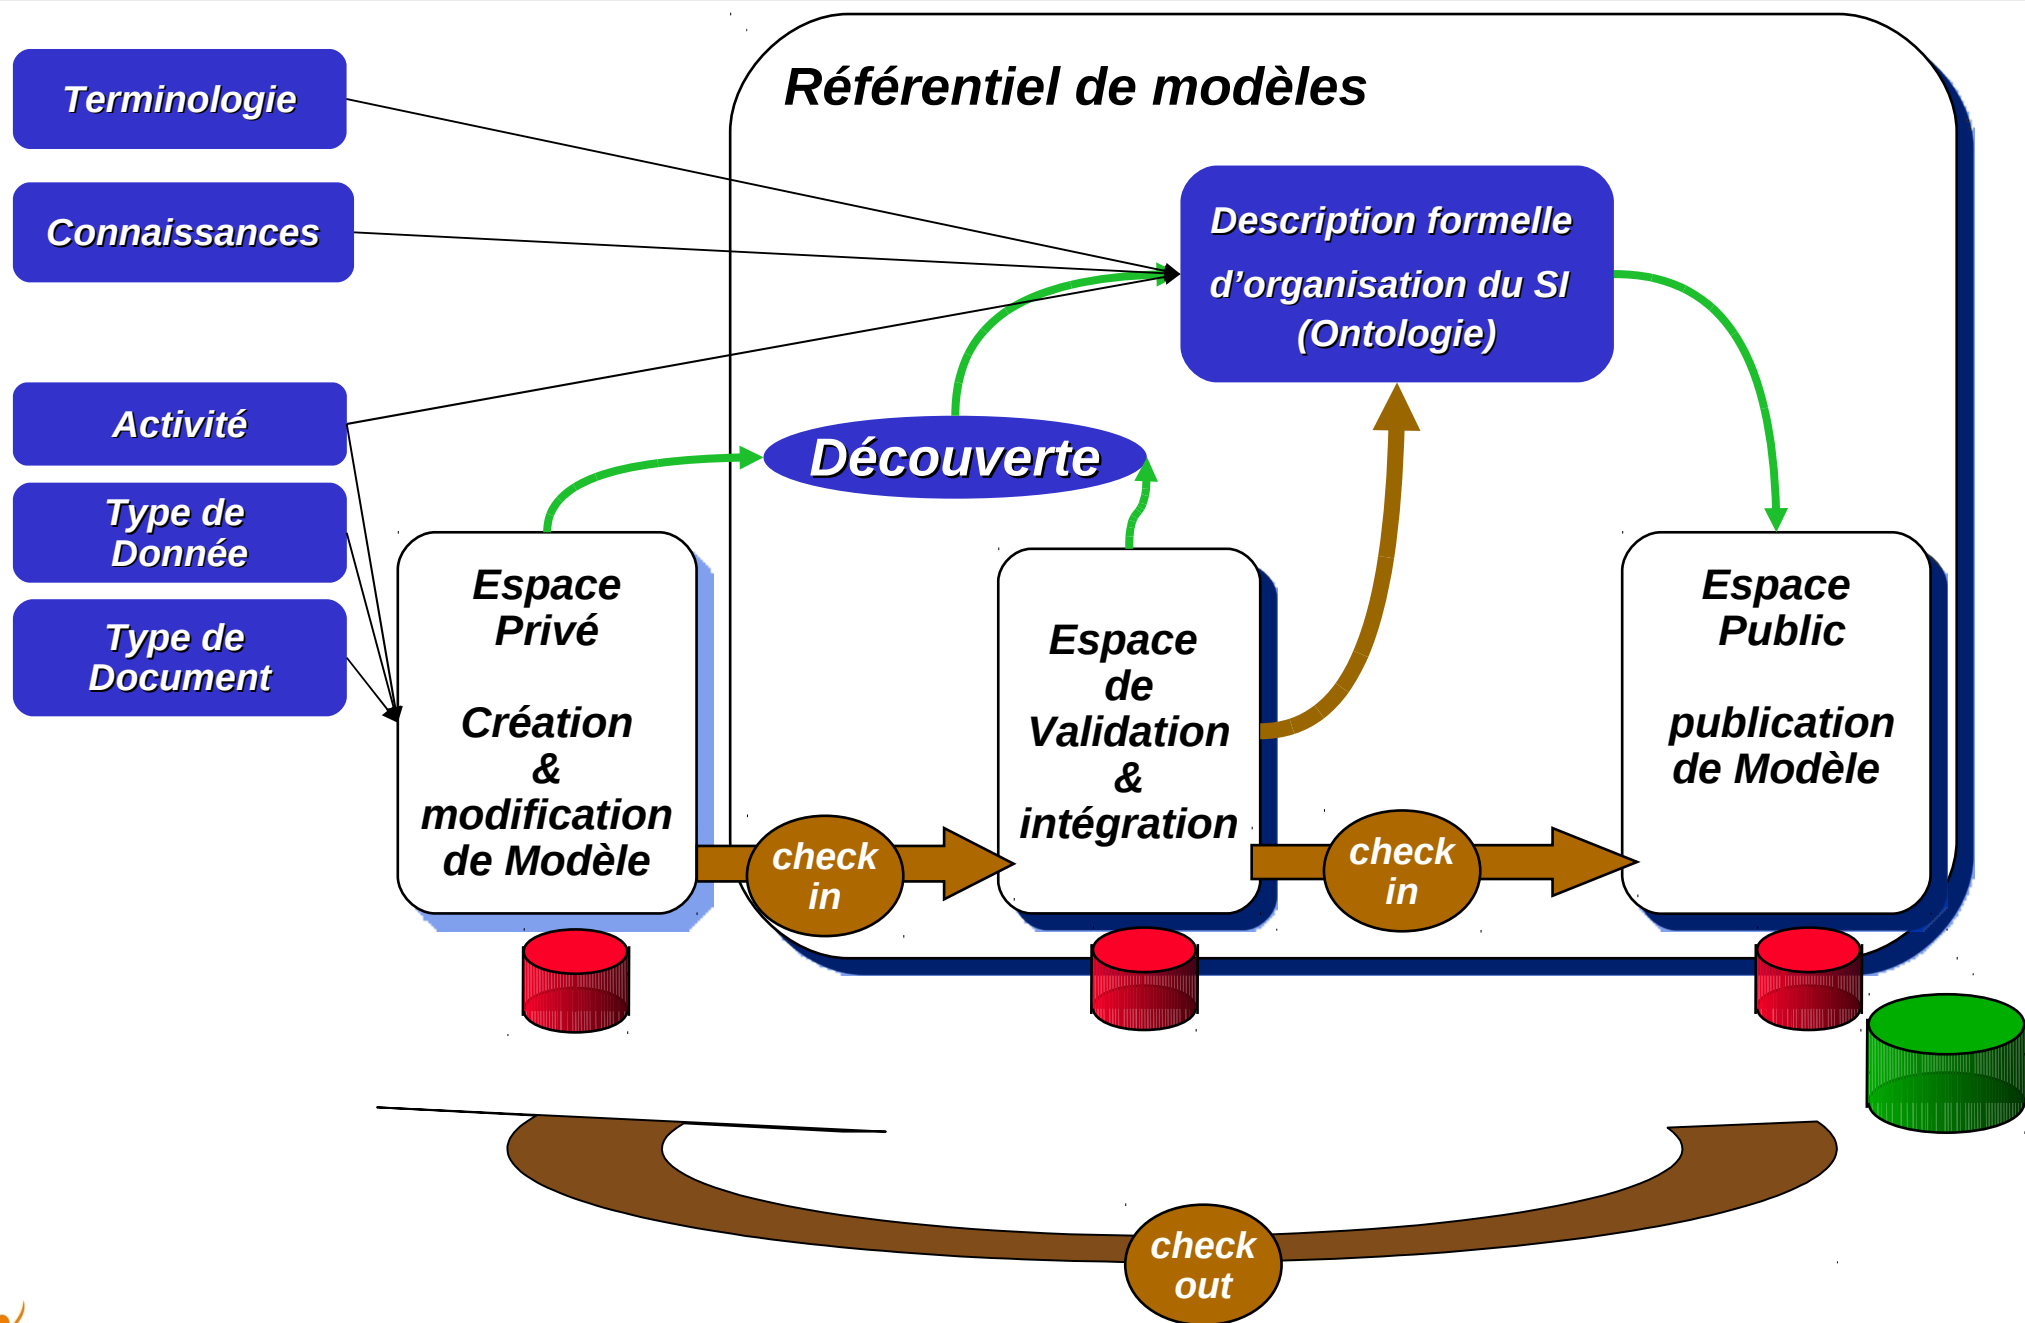 Référentiel de modèles
Terminologie
Connaissances
Activité
Type de
Donnée
Type de
Document
Description formelle
d’organisation du SI
(Ontologie)
Découverte
Espace
Privé
Création
&
modification
de Modèle
Espace
de
Validation
&
intégration
Espace
Public
publication
de Modèle
check
in
check
in
check
out